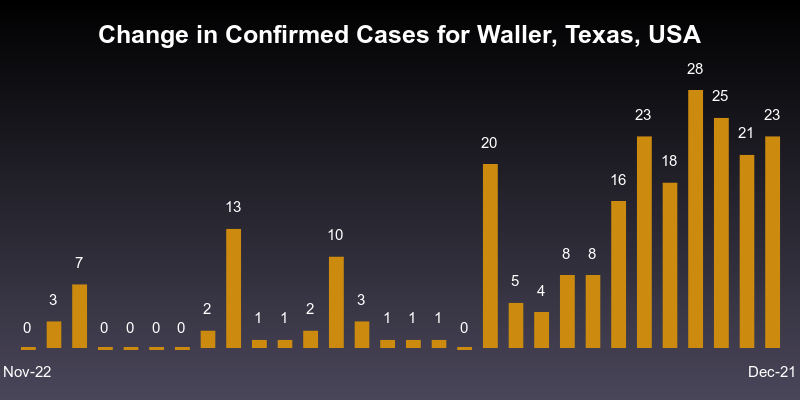 Change in Confirmed Cases for Waller, Texas, USA
0 3 7 0 0 0 0 2 13 1 1 2 10 3 1 1 1 0 20 5 4 8 8 16 23 18 28 25 21 23
Nov-22 Dec-21